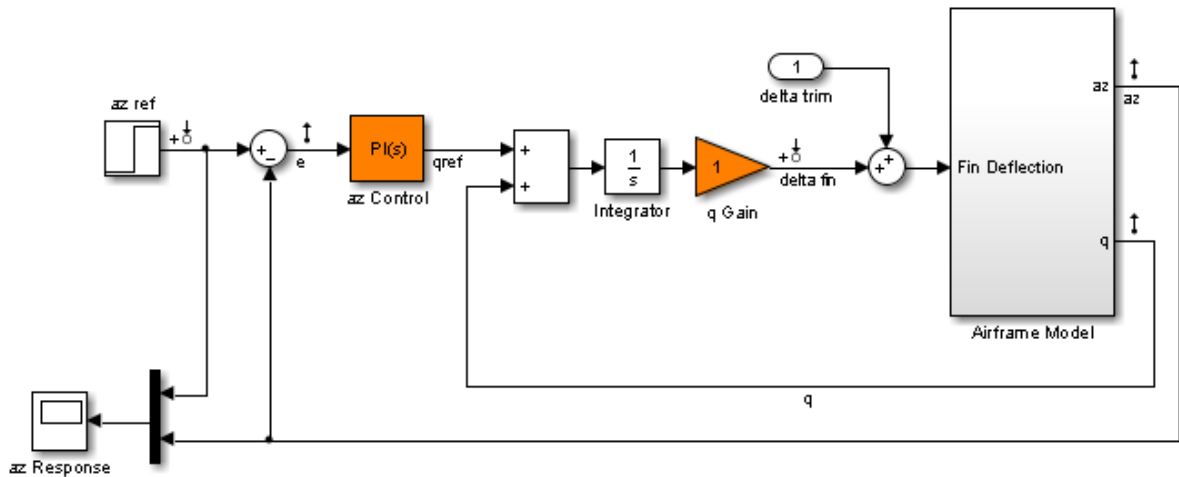 az ref
+
+
−
e
PI(s)
qref
az Control
+
+
1
s
Integrator
1
q Gain
1
delta trim
+
delta fin
+
+
Fin Deflection
az
az
q
Airframe Model
q
az Response